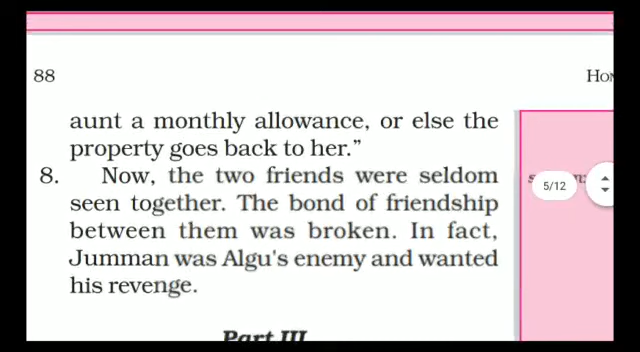 88
aunt a monthly allowance, or else the
property goes back to her.”
8. Now, the two friends were seldom
seen together. The bond of friendship
between them was broken. In fact,
Jumman was Algu's enemy and wanted
his revenge.
5/12
Part III